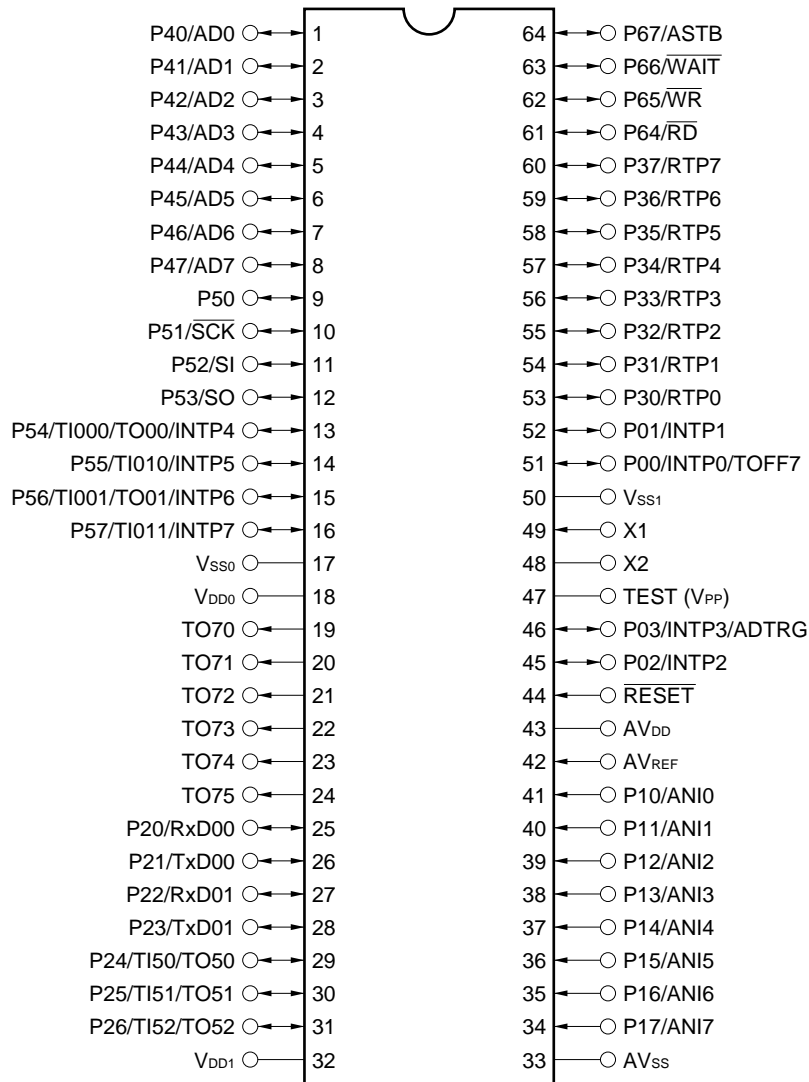 P40/AD0 1 64 P67/ASTB
P41/AD1 2 63 P66/W̅A̅I̅T̅
P42/AD2 3 62 P65/W̅R̅
P43/AD3 4 61 P64/R̅D̅
P44/AD4 5 60 P37/RTP7
P45/AD5 6 59 P36/RTP6
P46/AD6 7 58 P35/RTP5
P47/AD7 8 57 P34/RTP4
P50 9 56 P33/RTP3
P51/S̅C̅K̅ 10 55 P32/RTP2
P52/SI 11 54 P31/RTP1
P53/SO 12 53 P30/RTP0
P54/TI000/TO00/INTP4 13 52 P01/INTP1
P55/TI010/INTP5 14 51 P00/INTP0/TOFF7
P56/TI001/TO01/INTP6 15 50 VSS1
P57/TI011/INTP7 16 49 X1
VSS0 17 48 X2
VDD0 18 47 TEST (VPP)
TO70 19 46 P03/INTP3/ADTRG
TO71 20 45 P02/INTP2
TO72 21 44 R̅E̅S̅E̅T̅
TO73 22 43 AVDD
TO74 23 42 AVREF
TO75 24 41 P10/ANI0
P20/RxD00 25 40 P11/ANI1
P21/TxD00 26 39 P12/ANI2
P22/RxD01 27 38 P13/ANI3
P23/TxD01 28 37 P14/ANI4
P24/TI50/TO50 29 36 P15/ANI5
P25/TI51/TO51 30 35 P16/ANI6
P26/TI52/TO52 31 34 P17/ANI7
VDD1 32 33 AVSS